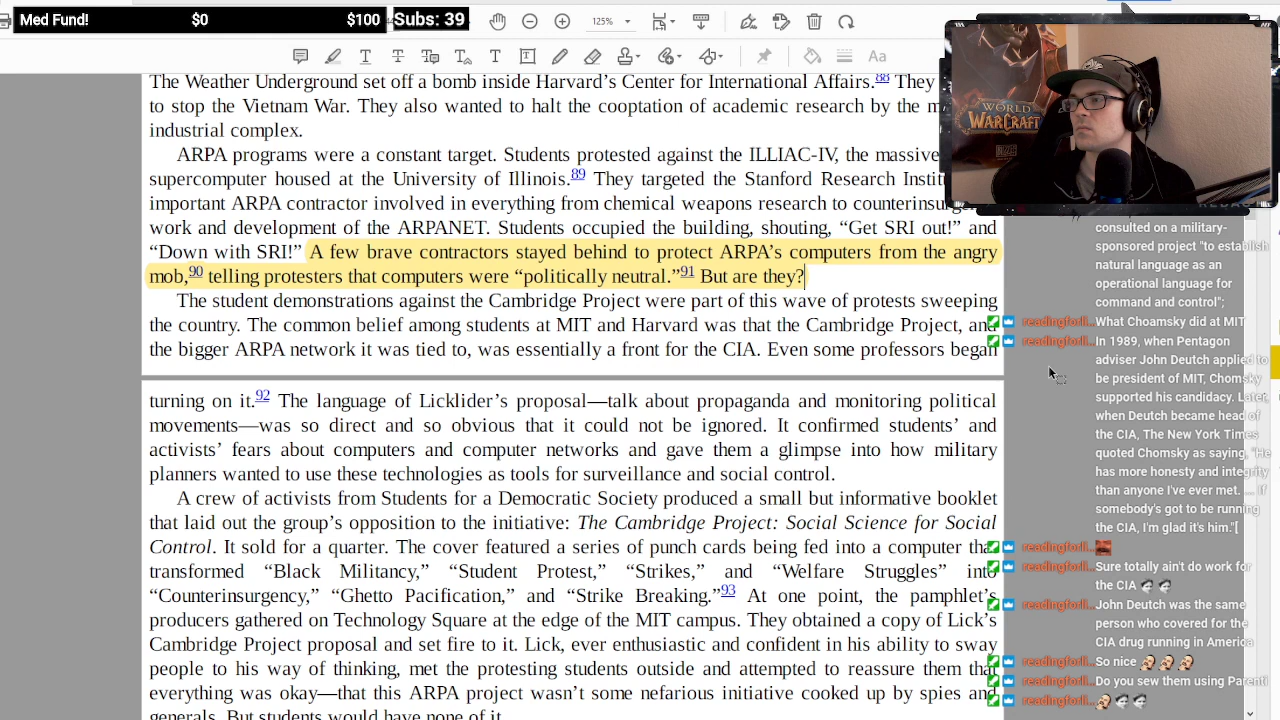 Med Fund! $0 $100 Subs: 39
125%
The Weather Underground set off a bomb inside Harvard’s Center for International Affairs.88 They
to stop the Vietnam War. They also wanted to halt the cooptation of academic research by the
industrial complex.
ARPA programs were a constant target. Students protested against the ILLIAC-IV, the massive
supercomputer housed at the University of Illinois.89 They targeted the Stanford Research
important ARPA contractor involved in everything from chemical weapons research to
work and development of the ARPANET. Students occupied the building, shouting, “Get SRI out!” and
“Down with SRI!” A few brave contractors stayed behind to protect ARPA’s computers from the angry
mob,90 telling protesters that computers were “politically neutral.”91 But are they?
The student demonstrations against the Cambridge Project were part of this wave of protests sweeping
the country. The common belief among students at MIT and Harvard was that the Cambridge Project, and
the bigger ARPA network it was tied to, was essentially a front for the CIA. Even some professors began
turning on it.92 The language of Licklider’s proposal—talk about propaganda and monitoring political
movements—was so direct and so obvious that it could not be ignored. It confirmed students’ and
activists’ fears about computers and computer networks and gave them a glimpse into how military
planners wanted to use these technologies as tools for surveillance and social control.
A crew of activists from Students for a Democratic Society produced a small but informative booklet
that laid out the group’s opposition to the initiative: The Cambridge Project: Social Science for Social
Control. It sold for a quarter. The cover featured a series of punch cards being fed into a computer that
transformed “Black Militancy,” “Student Protest,” “Strikes,” and “Welfare Struggles” into
“Counterinsurgency,” “Ghetto Pacification,” and “Strike Breaking.”93 At one point, the pamphlet’s
producers gathered on Technology Square at the edge of the MIT campus. They obtained a copy of Lick’s
Cambridge Project proposal and set fire to it. Lick, ever enthusiastic and confident in his ability to sway
people to his way of thinking, met the protesting students outside and attempted to reassure them that
everything was okay—that this ARPA project wasn’t some nefarious initiative cooked up by spies and
generals. But students would have none of it.
WORLD
WARCRAFT
consulted on a military-
sponsored project "to establish
natural language as an
operational language for
command and control";
readingforli... What Choamsky did at MIT
readingforli... In 1989, when Pentagon
adviser John Deutch applied to
be president of MIT, Chomsky
supported his candidacy. Later,
when Deutch became head of
the CIA, The New York Times
quoted Chomsky as saying, "He
has more honesty and integrity
than anyone I've ever met. ... If
somebody's got to be running
the CIA, I'm glad it's him."[
readingforli...
readingforli... Sure totally ain't do work for
the CIA
readingforli... John Deutch was the same
person who covered for the
CIA drug running in America
readingforli... So nice
readingforli... Do you sew them using Parenti
readingforli...